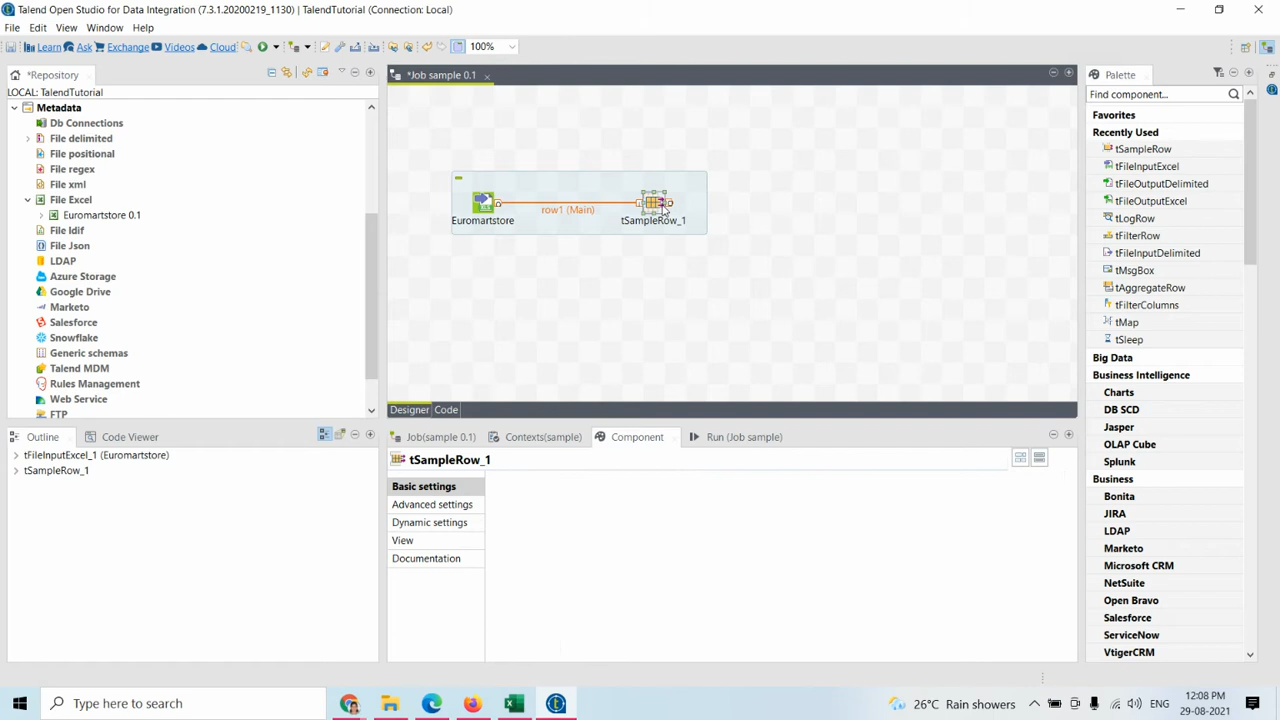 Talend Open Studio for Data Integration (7.3.1.20200219_1130) | TalendTutorial (Connection: Local)
File Edit View Window Help
Learn Ask Exchange Videos Cloud 100%
*Repository
LOCAL: TalendTutorial
Metadata
Db Connections
File delimited
File positional
File regex
File xml
File Excel
Euromartstore 0.1
File ldif
File Json
LDAP
Azure Storage
Google Drive
Marketo
Salesforce
Snowflake
Generic schemas
Talend MDM
Rules Management
Web Service
FTP
Outline Code Viewer
tFileInputExcel_1 (Euromartstore)
tSampleRow_1
*Job sample 0.1
row1 (Main)
Euromartstore
tSampleRow_1
Designer Code
Job(sample 0.1) Contexts(sample) Component Run (Job sample)
tSampleRow_1
Basic settings
Advanced settings
Dynamic settings
View
Documentation
Palette
Find component...
Favorites
Recently Used
tSampleRow
tFileInputExcel
tFileOutputDelimited
tFileOutputExcel
tLogRow
tFilterRow
tFileInputDelimited
tMsgBox
tAggregateRow
tFilterColumns
tMap
tSleep
Big Data
Business Intelligence
Charts
DB SCD
Jasper
OLAP Cube
Splunk
Business
Bonita
JIRA
LDAP
Marketo
Microsoft CRM
NetSuite
Open Bravo
Salesforce
ServiceNow
VtigerCRM
Type here to search
26°C Rain showers
ENG
12:08 PM
29-08-2021